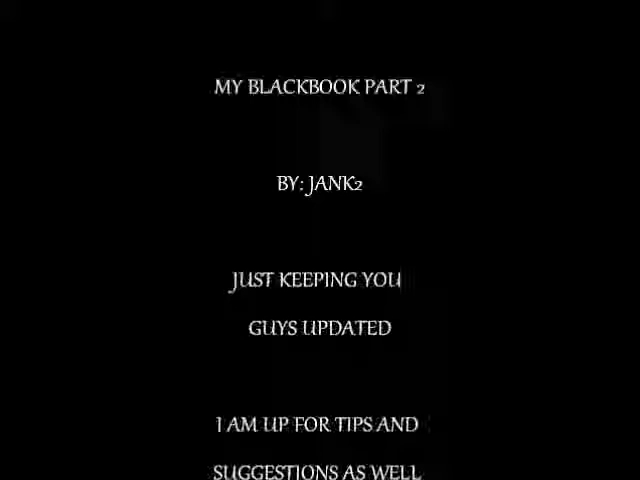 MY BLACKBOOK PART 2
BY: JANK2
JUST KEEPING YOU
GUYS UPDATED
I AM UP FOR TIPS AND
SUGGESTIONS AS WELL